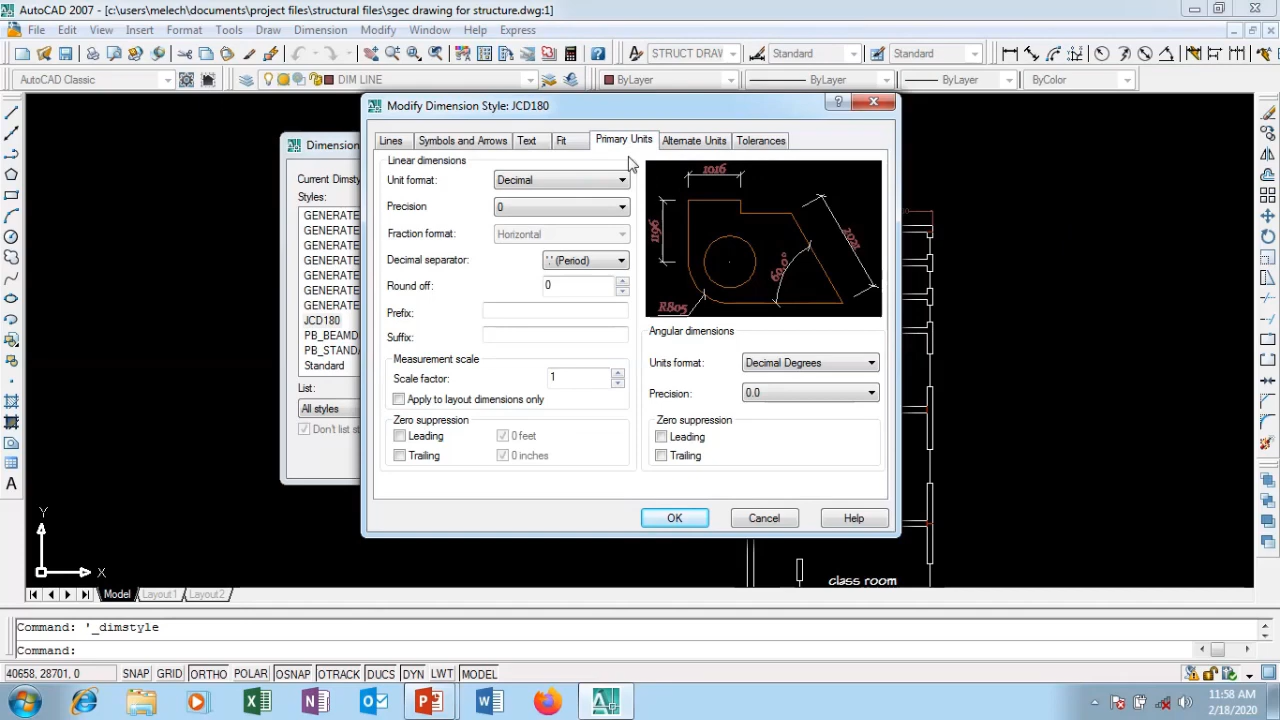 AutoCAD 2007 - [c:\users\melech\documents\project files\structural files\sgec drawing for structure.dwg:1]
File Edit View Insert Format Tools Draw Dimension Modify Window Help Express
STRUCT DRAW Standard Standard
AutoCAD Classic DIM LINE ByLayer ByLayer ByLayer ByColor
Modify Dimension Style: JCD180
Dimension
Lines Symbols and Arrows Text Fit Primary Units Alternate Units Tolerances
Current Dimsty
Styles:
GENERATE
GENERATE
GENERATE
GENERATE
GENERATE
GENERATE
GENERATE
JCD180
PB_BEAMD
PB_STANDA
Standard
List:
All styles
Don't list st
Linear dimensions
Unit format: Decimal
Precision 0
Fraction format: Horizontal
Decimal separator: '.' (Period)
Round off: 0
Prefix:
Suffix:
Measurement scale
Scale factor: 1
Apply to layout dimensions only
Zero suppression
Leading 0 feet
Trailing 0 inches
1016
1196
2021
60.0°
R805
Angular dimensions
Units format: Decimal Degrees
Precision: 0.0
Zero suppression
Leading
Trailing
OK Cancel Help
class room
Y
X
Model Layout1 Layout2
Command: '_dimstyle
Command:
40658, 28701, 0 SNAP GRID ORTHO POLAR OSNAP OTRACK DUCS DYN LWT MODEL
11:58 AM
2/18/2020